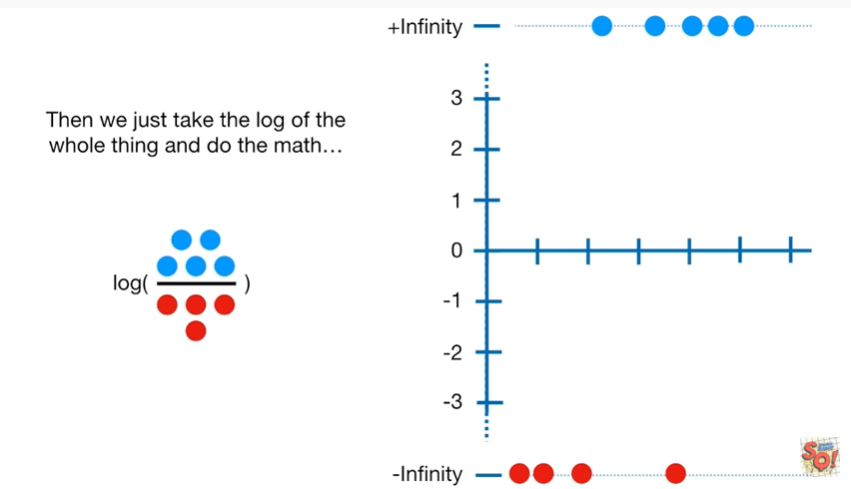 +Infinity
3
Then we just take the log of the
whole thing and do the math…
2
1
0
log( )
-1
-2
-3
-Infinity
SQ!